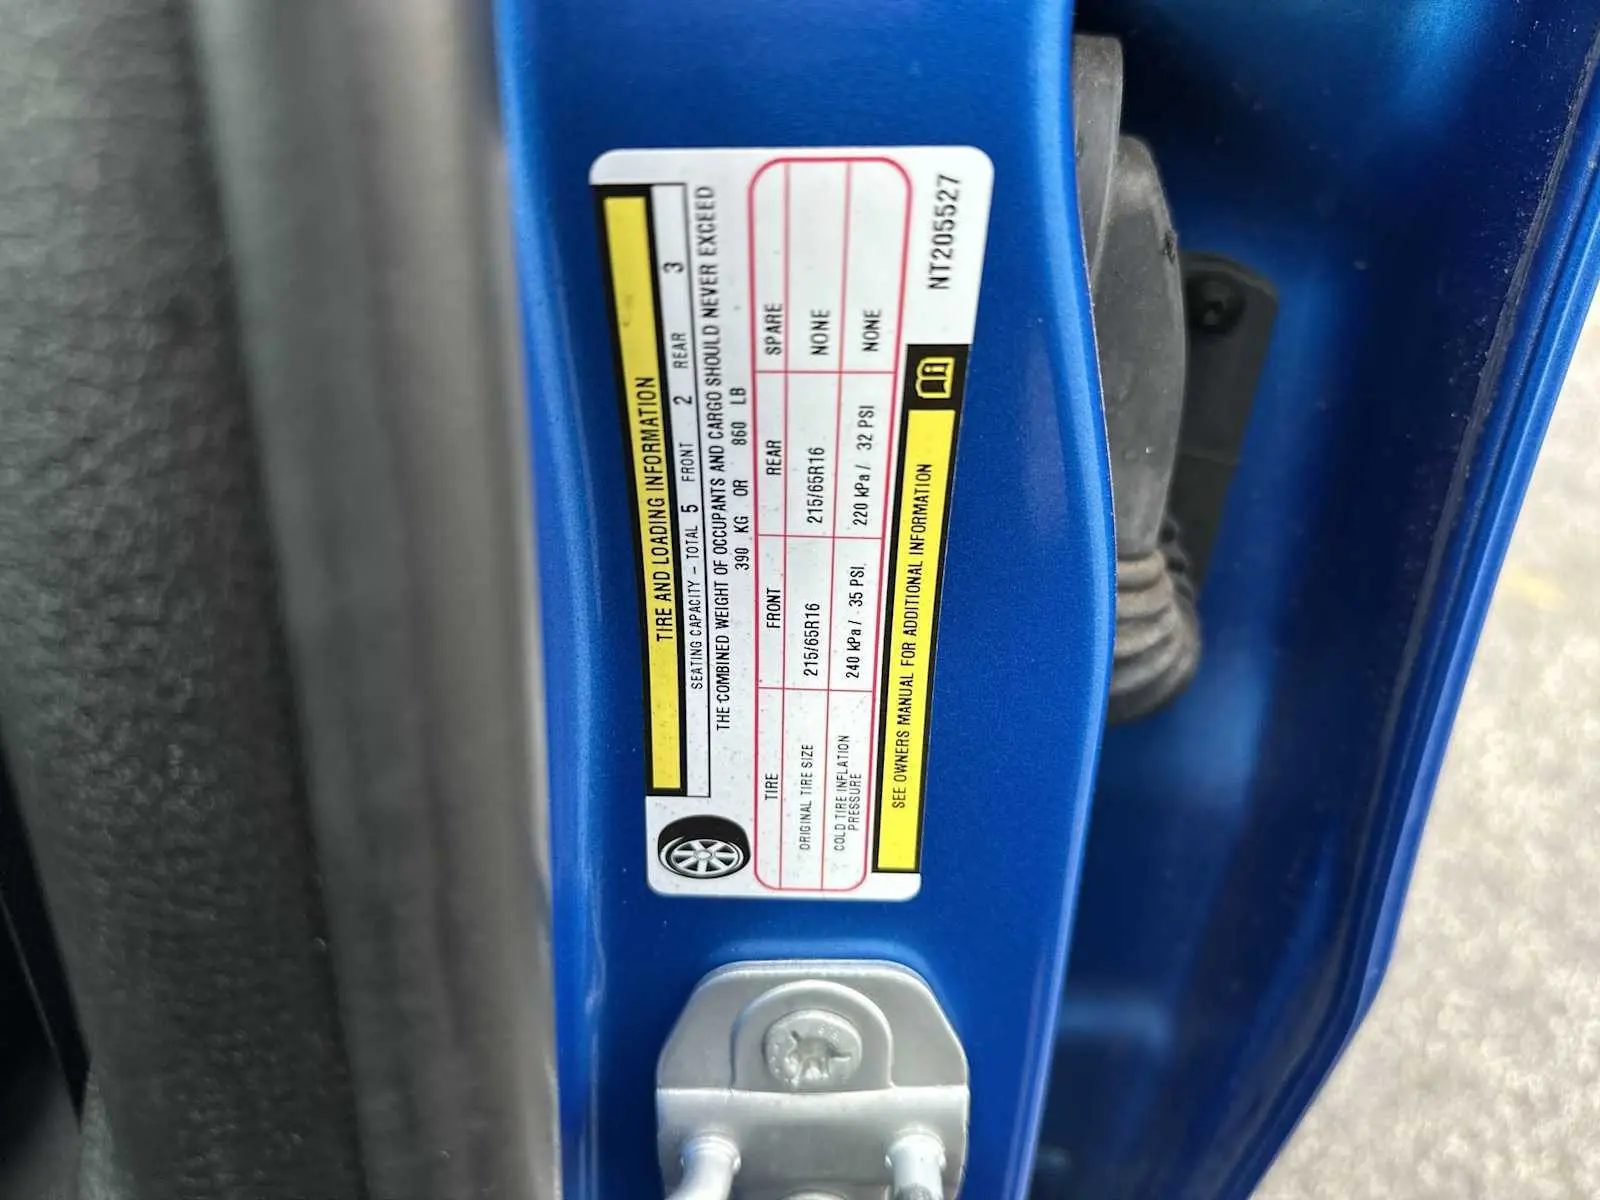 TIRE AND LOADING INFORMATION
SEATING CAPACITY - TOTAL 5 FRONT 2 REAR 3
THE COMBINED WEIGHT OF OCCUPANTS AND CARGO SHOULD NEVER EXCEED
390 KG OR 860 LB
TIRE FRONT REAR SPARE
ORIGINAL TIRE SIZE 215/65R16 215/65R16 NONE
COLD TIRE INFLATION
PRESSURE 240 kPa / 35 PSI 220 kPa / 32 PSI NONE
SEE OWNERS MANUAL FOR ADDITIONAL INFORMATION
NT205527